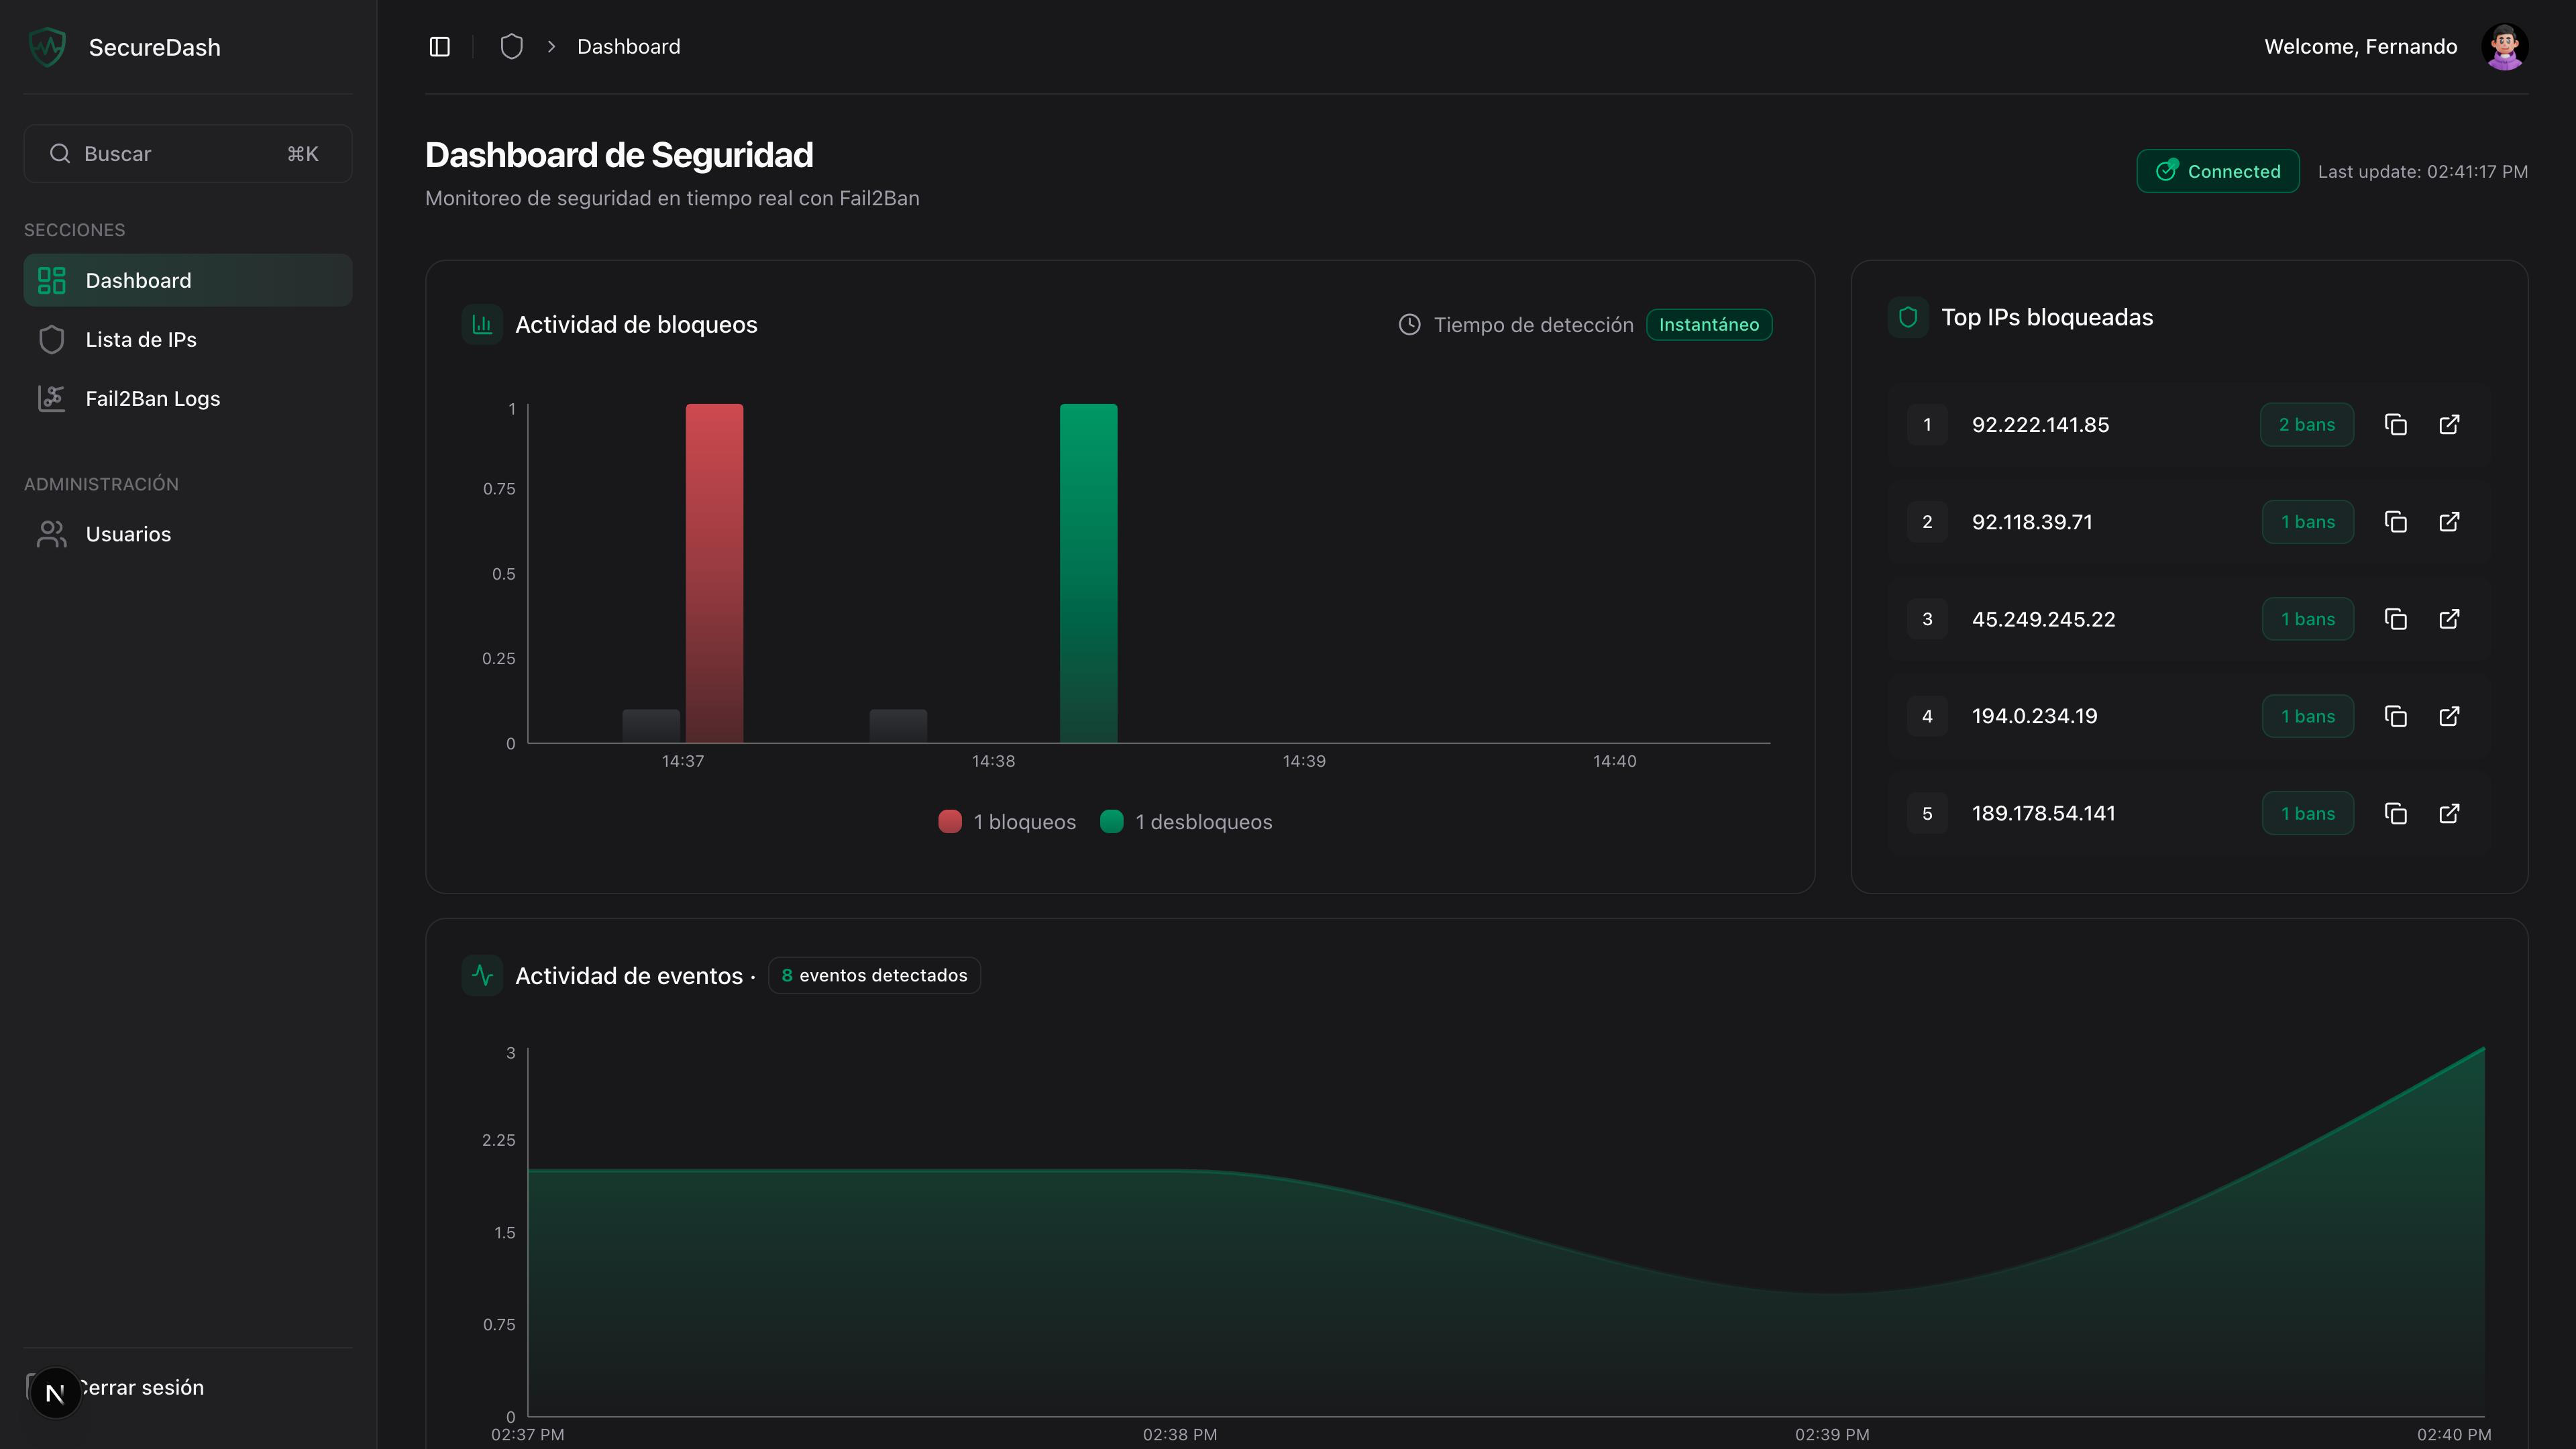 SecureDash
Buscar ⌘K
SECCIONES
Dashboard
Lista de IPs
Fail2Ban Logs
ADMINISTRACIÓN
Usuarios
N
Cerrar sesión
Dashboard
Welcome, Fernando
Dashboard de Seguridad
Monitoreo de seguridad en tiempo real con Fail2Ban
Connected
Last update: 02:41:17 PM
Actividad de bloqueos
Tiempo de detección Instantáneo
1
0.75
0.5
0.25
0
14:37 14:38 14:39 14:40
1 bloqueos 1 desbloqueos
Top IPs bloqueadas
1 92.222.141.85 2 bans
2 92.118.39.71 1 bans
3 45.249.245.22 1 bans
4 194.0.234.19 1 bans
5 189.178.54.141 1 bans
Actividad de eventos · 8 eventos detectados
3
2.25
1.5
0.75
0
02:37 PM 02:38 PM 02:39 PM 02:40 PM